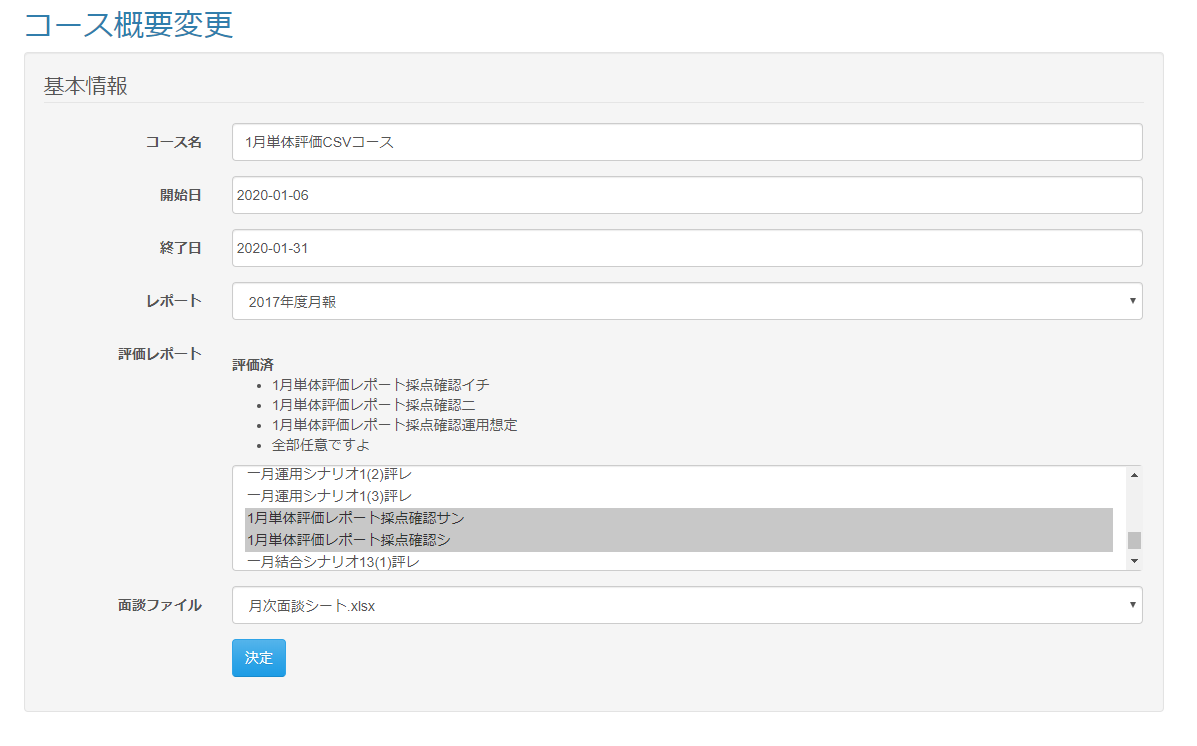 コース概要変更
基本情報
コース名 1月単体評価CSVコース
開始日 2020-01-06
終了日 2020-01-31
レポート 2017年度月報
評価レポート
評価済
1月単体評価レポート採点確認イチ
1月単体評価レポート採点確認ニ
1月単体評価レポート採点確認運用想定
全部任意ですよ
一月運用シナリオ1(2)評レ
一月運用シナリオ1(3)評レ
1月単体評価レポート採点確認サン
1月単体評価レポート採点確認シ
一月結合シナリオ13(1)評レ
面談ファイル 月次面談シート.xlsx
決定